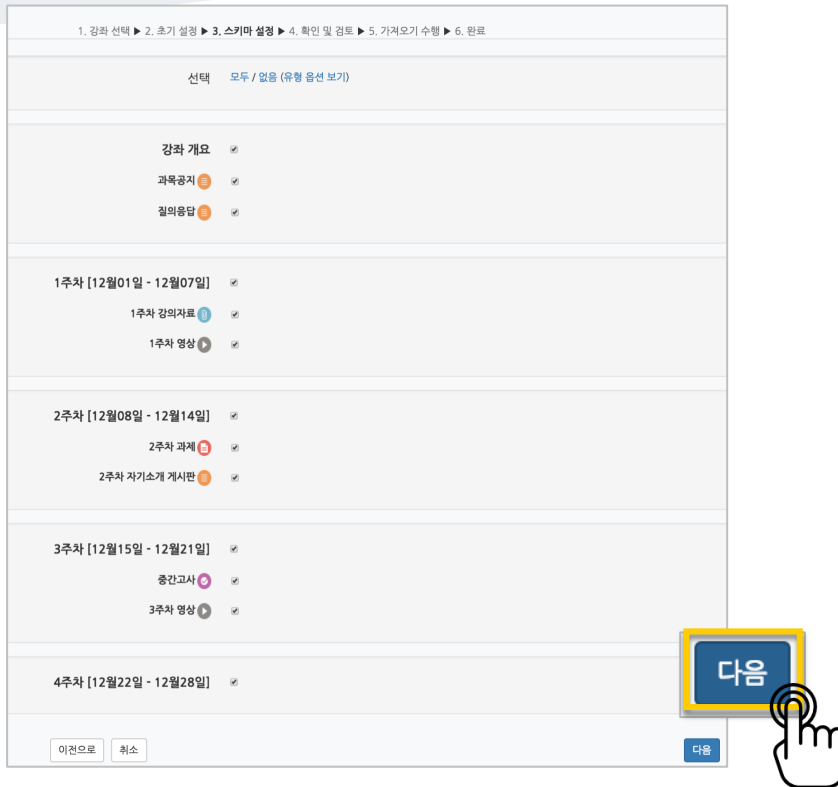 1. 강좌 선택 ▶ 2. 초기 설정 ▶ 3. 스키마 설정 ▶ 4. 확인 및 검토 ▶ 5. 가져오기 수행 ▶ 6. 완료
선택 모두 / 없음 (유형 옵션 보기)
강좌 개요
과목공지
질의응답
1주차 [12월01일 - 12월07일]
1주차 강의자료
1주차 영상
2주차 [12월08일 - 12월14일]
2주차 과제
2주차 자기소개 게시판
3주차 [12월15일 - 12월21일]
중간고사
3주차 영상
4주차 [12월22일 - 12월28일]
다음
이전으로 취소 다음